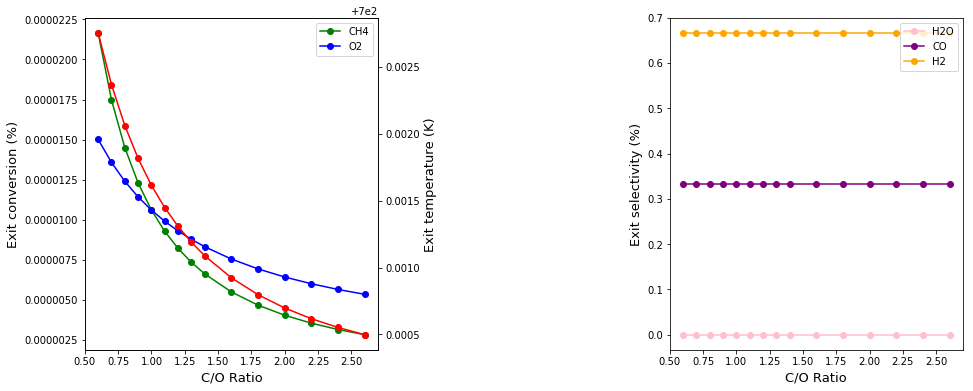 +7e2
CH4
O2
0.0000225
0.0000200
0.0000175
0.0000150
0.0000125
0.0000100
0.0000075
0.0000050
0.0000025
Exit conversion (%)
0.50 0.75 1.00 1.25 1.50 1.75 2.00 2.25 2.50
C/O Ratio
0.0025
0.0020
0.0015
0.0010
0.0005
Exit temperature (K)
H2O
CO
H2
0.7
0.6
0.5
0.4
0.3
0.2
0.1
0.0
Exit selectivity (%)
0.50 0.75 1.00 1.25 1.50 1.75 2.00 2.25 2.50
C/O Ratio